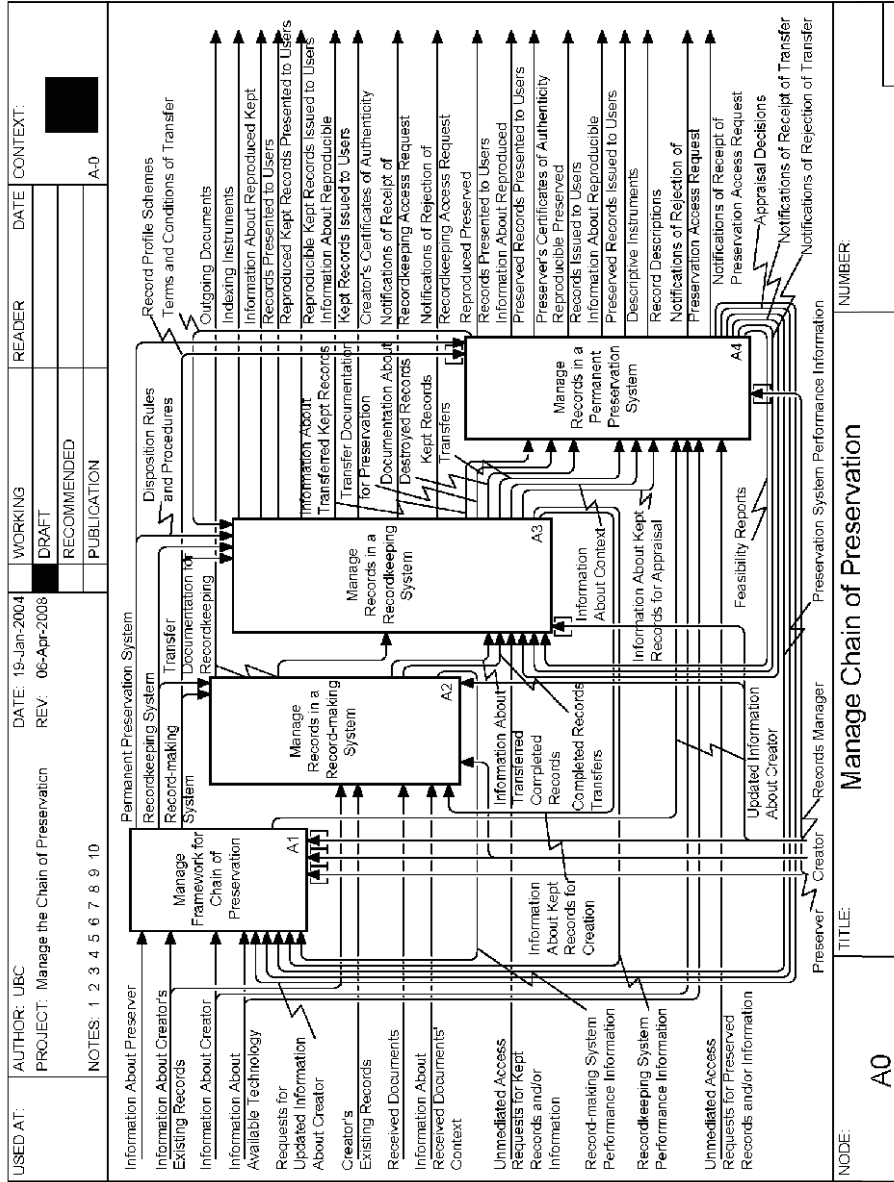 USED AT:
AUTHOR: UBC
DATE: 19-Jan-2004
WORKING
READER
DATE
CONTEXT:
PROJECT: Manage the Chain of Preservation
REV: 06-Apr-2008
DRAFT
RECOMMENDED
NOTES: 1 2 3 4 5 6 7 8 9 10
PUBLICATION
A-0
Information About Preserver
Information About Creator's
Existing Records
Information About Creator
Information About
Available Technology
Requests for
Updated Information
About Creator
Creator's
Existing Records
Received Documents
Information About
Received Documents'
Context
Unmediated Access
Requests for Kept
Records and/or
Information
Record-making System
Performance Information
Recordkeeping System
Performance Information
Unmediated Access
Requests for Preserved
Records and/or Information
Manage
Framework for
Chain of
Preservation
A1
Permanent Preservation System
Recordkeeping System
Record-making
System
Transfer
Documentation for
Recordkeeping
Disposition Rules
and Procedures
Record Profile Schemes
Terms and Conditions of Transfer
Manage
Records in a
Record-making
System
A2
Information About
Transferred
Completed
Records
Completed Records
Transfers
Information
About Kept
Records for
Creation
Manage
Records in a
Recordkeeping
System
A3
Information About
Transferred Kept Records
Transfer Documentation
for Preservation
Documentation About
Destroyed Records
Kept Records
Transfers
Information
About Context
Information About Kept
Records for Appraisal
Updated Information
About Creator
Feasibility Reports
Manage
Records in a
Permanent
Preservation
System
A4
Outgoing Documents
Indexing Instruments
Information About Reproduced Kept
Records Presented to Users
Reproduced Kept Records Presented to Users
Reproducible Kept Records Issued to Users
Information About Reproducible
Kept Records Issued to Users
Creator's Certificates of Authenticity
Notifications of Receipt of
Recordkeeping Access Request
Notifications of Rejection of
Recordkeeping Access Request
Reproduced Preserved
Records Presented to Users
Information About Reproduced
Preserved Records Presented to Users
Preserver's Certificates of Authenticity
Reproducible Preserved
Records Issued to Users
Information About Reproducible
Preserved Records Issued to Users
Descriptive Instruments
Record Descriptions
Notifications of Rejection of
Preservation Access Request
Notifications of Receipt of
Preservation Access Request
Appraisal Decisions
Notifications of Receipt of Transfer
Notifications of Rejection of Transfer
Preservation System Performance Information
Preserver
Creator
Records Manager
NODE:
A0
TITLE:
Manage Chain of Preservation
NUMBER: